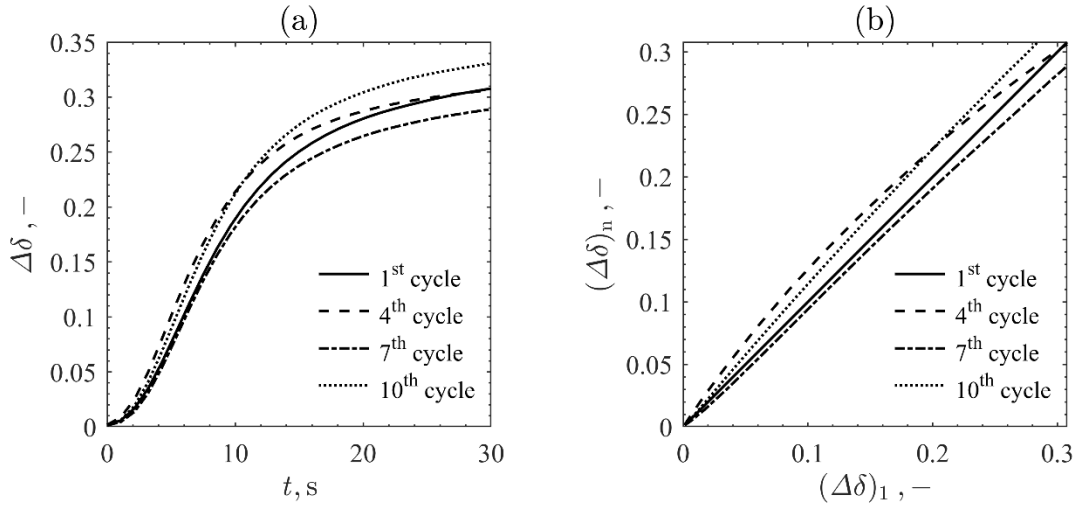 (a)
0.35
0.3
0.25
0.2
0.15
0.1
0.05
0
Δδ , –
1st cycle
4th cycle
7th cycle
10th cycle
0 10 20 30
t, s
(b)
0.3
0.25
0.2
0.15
0.1
0.05
0
(Δδ)n , –
1st cycle
4th cycle
7th cycle
10th cycle
0 0.1 0.2 0.3
(Δδ)1 , –